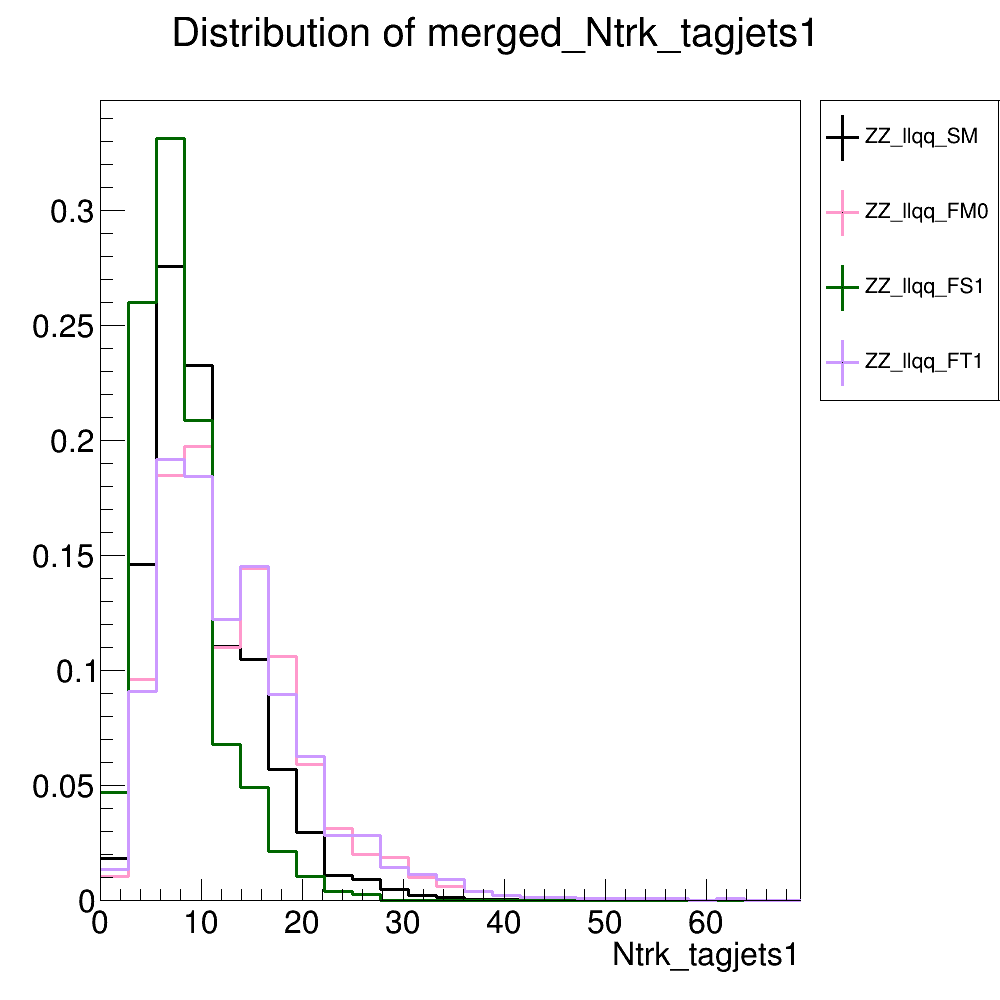 Distribution of merged_Ntrk_tagjets1
ZZ_llqq_SM
ZZ_llqq_FM0
ZZ_llqq_FS1
ZZ_llqq_FT1
0.3
0.25
0.2
0.15
0.1
0.05
0
0 10 20 30 40 50 60
Ntrk_tagjets1